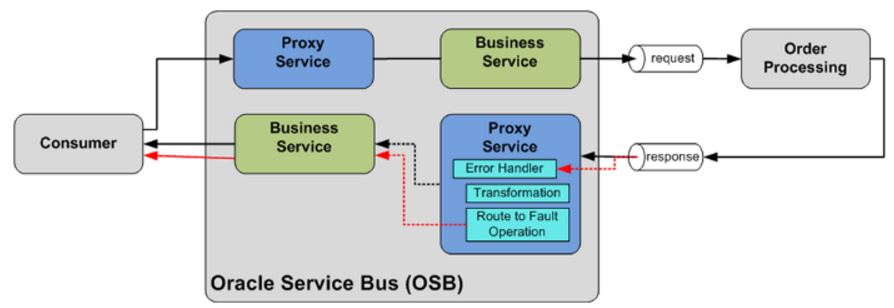 Proxy
Service
Business
Service
request
Order
Processing
Consumer
Business
Service
Proxy
Service
Error Handler
Transformation
Route to Fault
Operation
response
Oracle Service Bus (OSB)